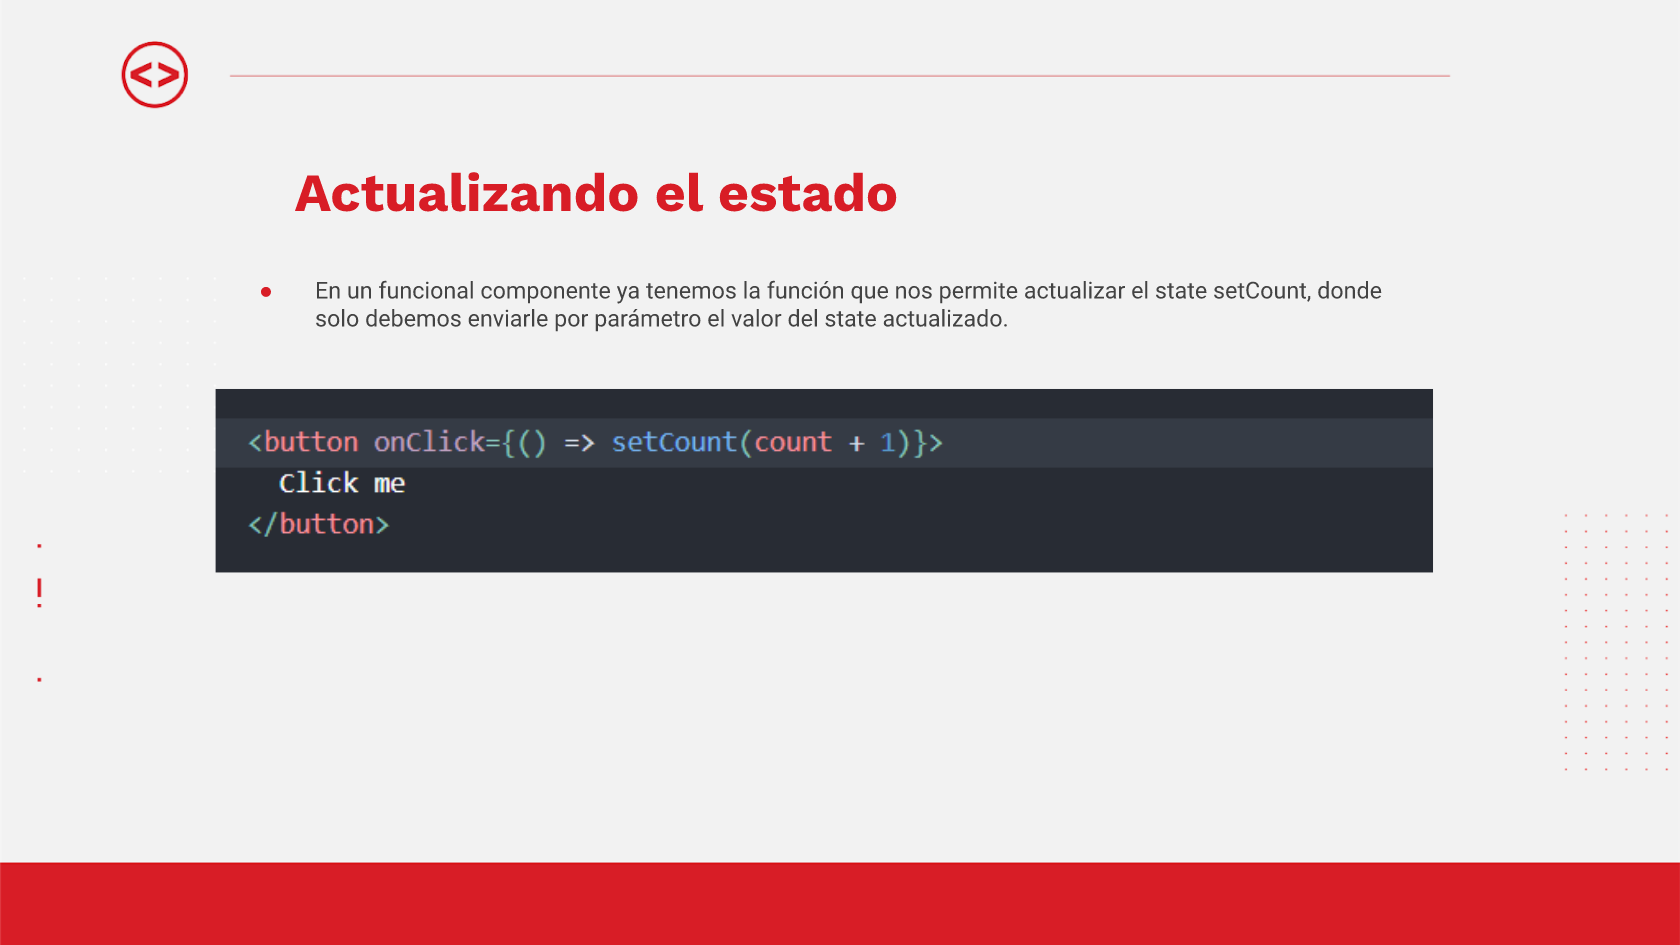 <>
Actualizando el estado
● En un funcional componente ya tenemos la función que nos permite actualizar el state setCount, donde
solo debemos enviarle por parámetro el valor del state actualizado.
<button onClick={() => setCount(count + 1)}>
  Click me
</button>